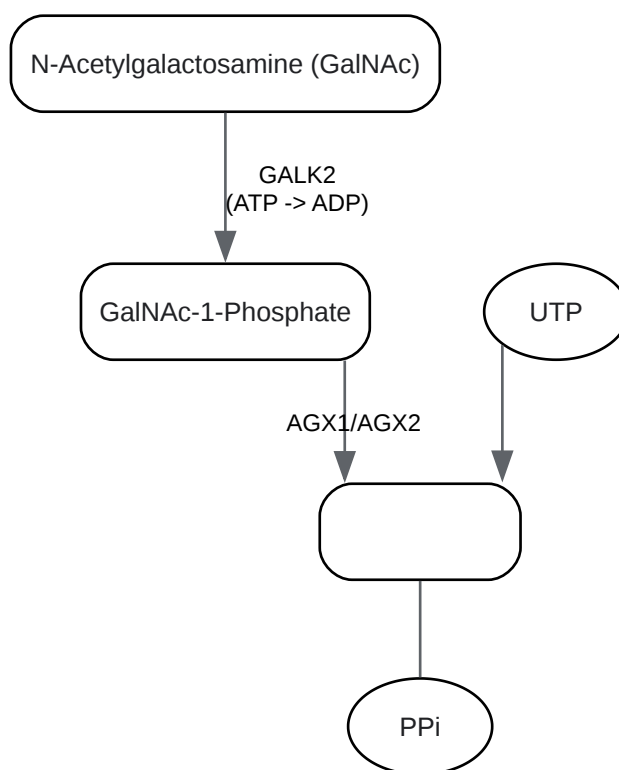 N-Acetylgalactosamine (GalNAc)
GALK2
(ATP -> ADP)
GalNAc-1-Phosphate
UTP
AGX1/AGX2
PPi